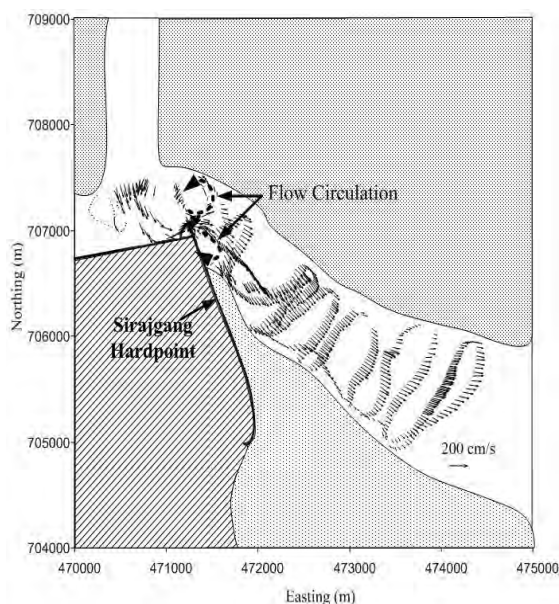 709000
708000
707000
706000
705000
704000
Northing (m)
Flow Circulation
Sirajgang
Hardpoint
200 cm/s
470000
471000
472000
473000
474000
475000
Easting (m)